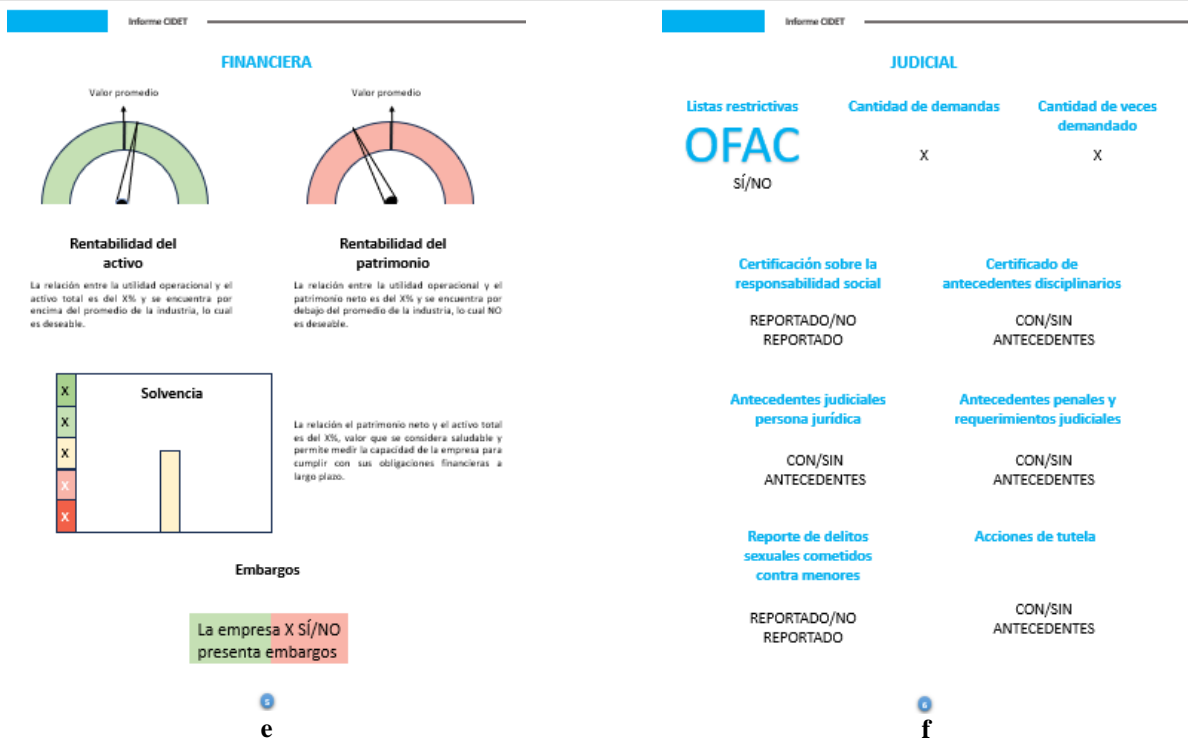 Informe CIDET
FINANCIERA
Valor promedio
Valor promedio
Rentabilidad del
activo
La relación entre la utilidad operacional y el
activo total es del X% y se encuentra por
encima del promedio de la industria, lo cual
es deseable.
Rentabilidad del
patrimonio
La relación entre la utilidad operacional y el
patrimonio neto es del X% y se encuentra por
debajo del promedio de la industria, lo cual NO
es deseable.
X
X
X
X
X
Solvencia
La relación el patrimonio neto y el activo total
es del X%, valor que se considera saludable y
permite medir la capacidad de la empresa para
cumplir con sus obligaciones financieras a
largo plazo.
Embargos
La empresa X SÍ/NO
presenta embargos
5
e
Informe CIDET
JUDICIAL
Listas restrictivas
OFAC
SÍ/NO
Cantidad de demandas
X
Cantidad de veces
demandado
X
Certificación sobre la
responsabilidad social
REPORTADO/NO
REPORTADO
Certificado de
antecedentes disciplinarios
CON/SIN
ANTECEDENTES
Antecedentes judiciales
persona jurídica
CON/SIN
ANTECEDENTES
Antecedentes penales y
requerimientos judiciales
CON/SIN
ANTECEDENTES
Reporte de delitos
sexuales cometidos
contra menores
REPORTADO/NO
REPORTADO
Acciones de tutela
CON/SIN
ANTECEDENTES
6
f